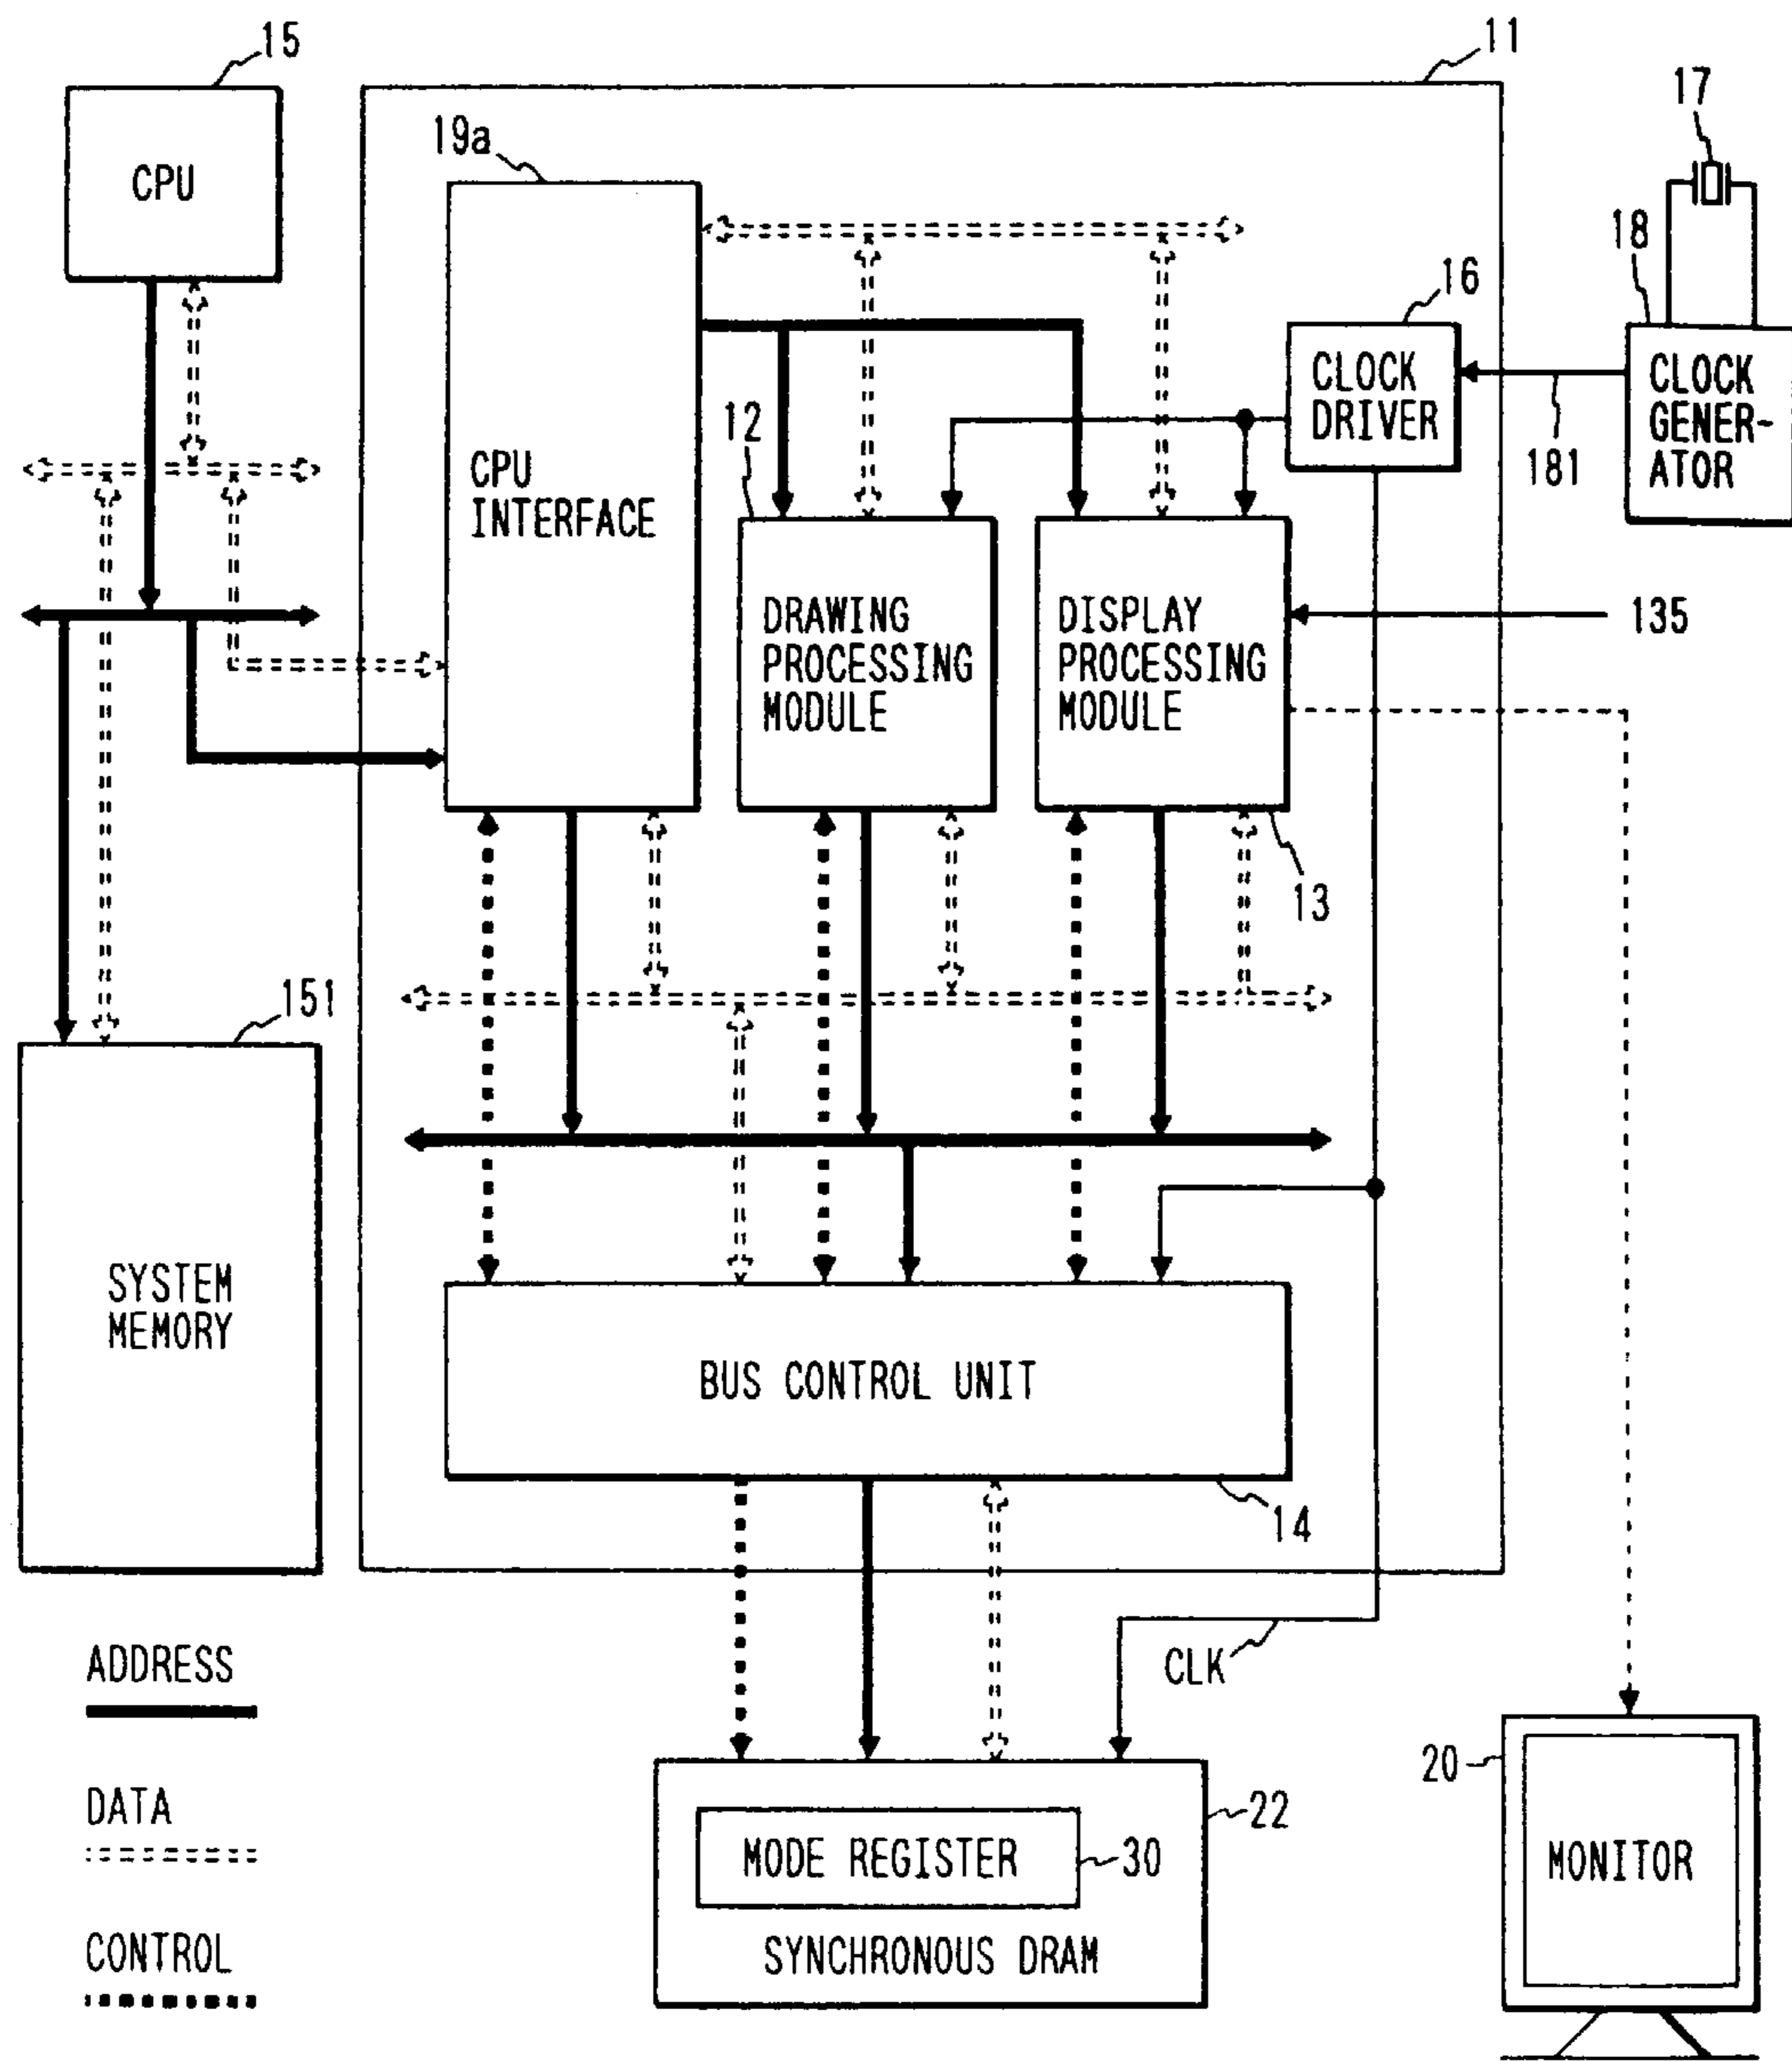 15
11
17
19a
CPU
18
16
CLOCK
DRIVER
CLOCK
GENER-
ATOR
12
181
CPU
INTERFACE
DRAWING
PROCESSING
MODULE
DISPLAY
PROCESSING
MODULE
135
13
151
SYSTEM
MEMORY
BUS CONTROL UNIT
14
ADDRESS
CLK
DATA
20
22
MODE REGISTER
30
MONITOR
CONTROL
SYNCHRONOUS DRAM